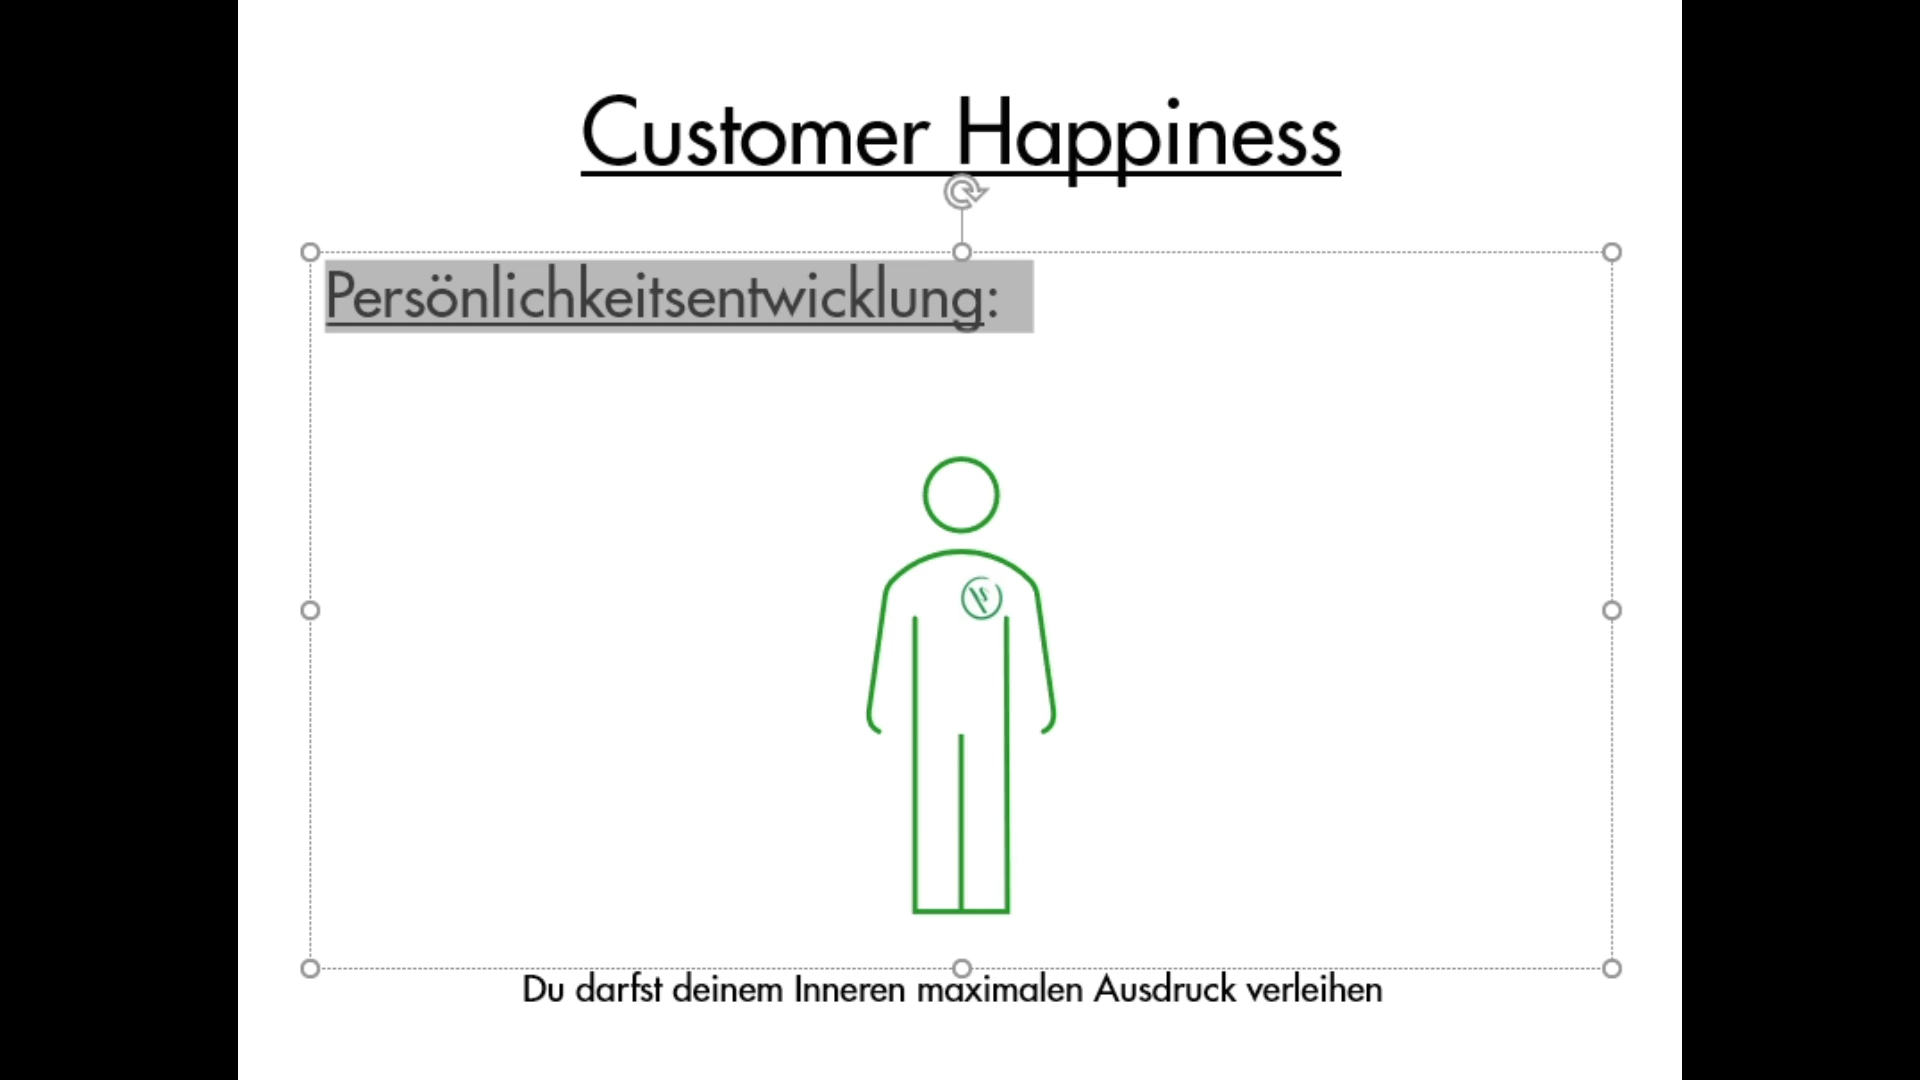 Customer Happiness
Persönlichkeitsentwicklung:
Du darfst deinem Inneren maximalen Ausdruck verleihen